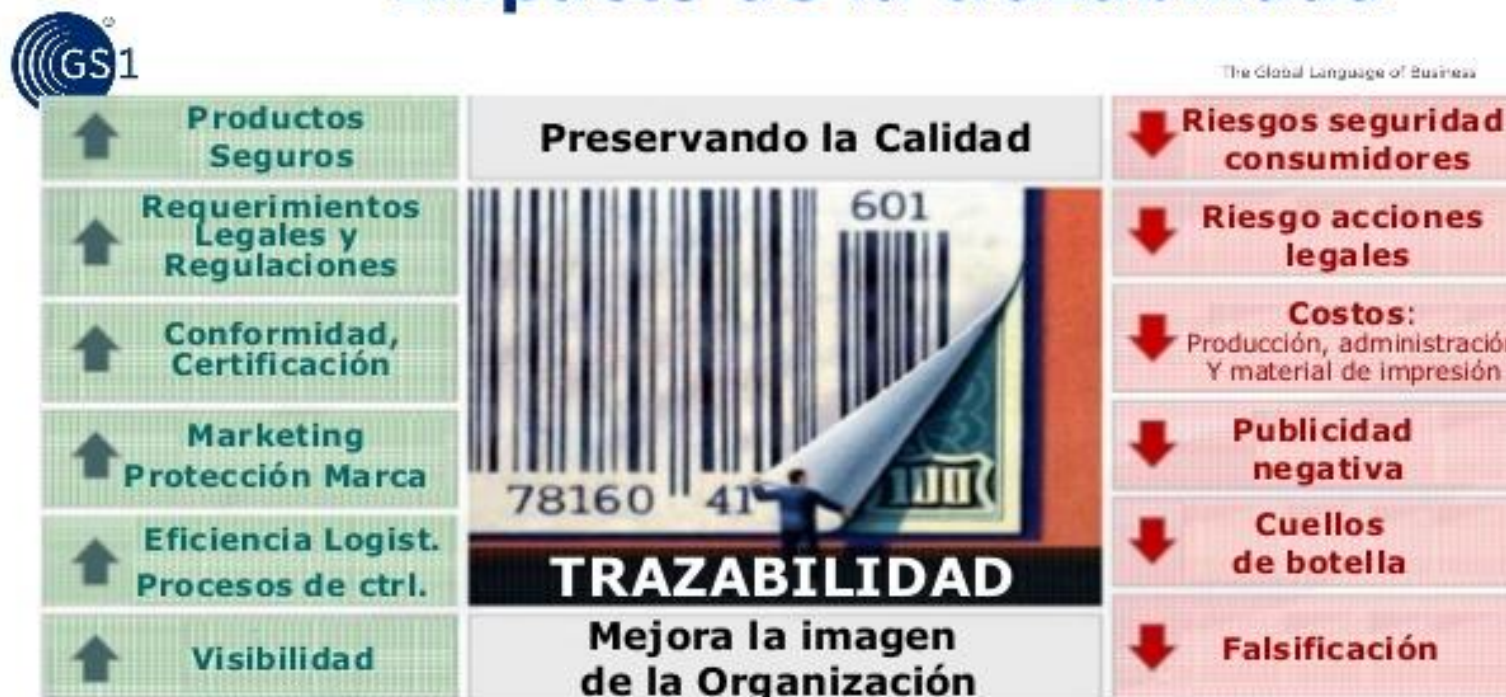 GS1
The Global Language of Business
Productos
Seguros
Requerimientos
Legales y
Regulaciones
Conformidad,
Certificación
Marketing
Protección Marca
Eficiencia Logist.
Procesos de ctrl.
Visibilidad
Preservando la Calidad
601
78160 41
100
TRAZABILIDAD
Mejora la imagen
de la Organización
Riesgos seguridad
consumidores
Riesgo acciones
legales
Costos:
Producción, administración
Y material de impresión
Publicidad
negativa
Cuellos
de botella
Falsificación